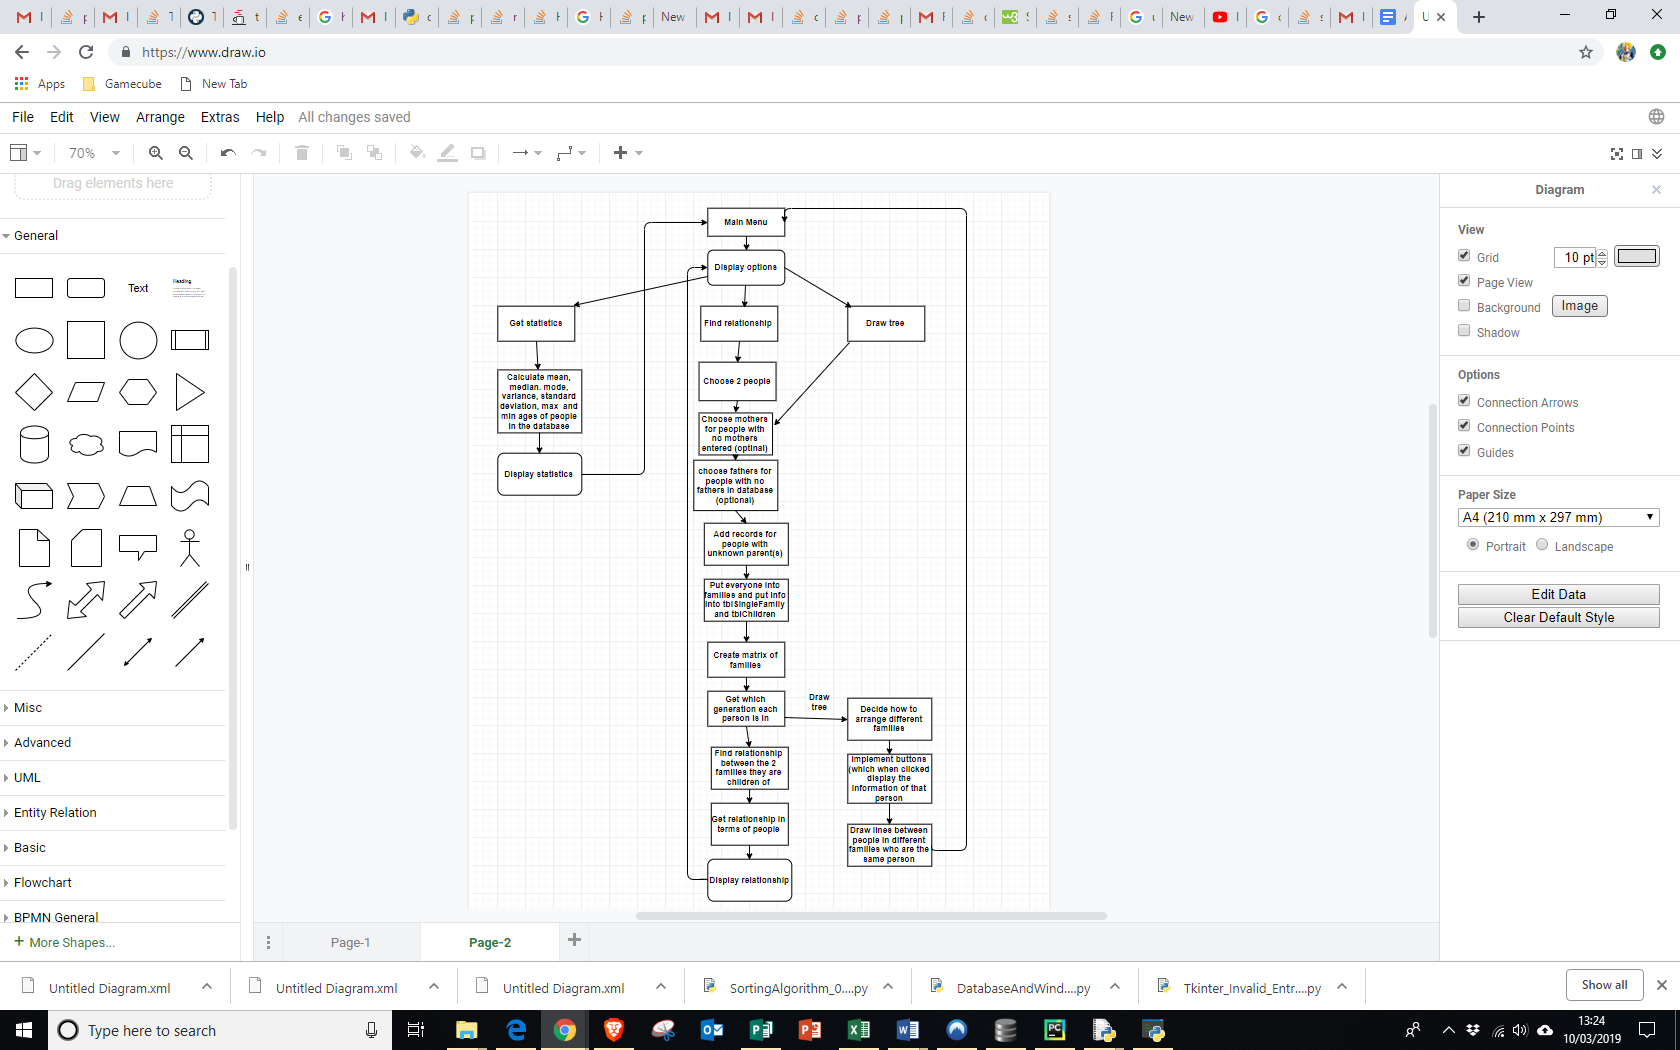 New
New
https://www.draw.io
Apps
Gamecube
New Tab
File
Edit
View
Arrange
Extras
Help
All changes saved
70%
Drag elements here
General
Text
Heading
Misc
Advanced
UML
Entity Relation
Basic
Flowchart
BPMN General
+ More Shapes...
Main Menu
Display options
Get statistics
Find relationship
Draw tree
Calculate mean,
median. mode,
variance, standard
deviation, max and
min ages of people
in the database
Display statistics
Choose 2 people
Choose mothers
for people with
no mothers
entered (optinal)
choose fathers for
people with no
fathers in database
(optional)
Add records for
people with
unknown parent(s)
Put everyone into
families and put info
into tblSingleFamily
and tblChildren
Create matrix of
families
Get which
generation each
person is in
Draw
tree
Find relationship
between the 2
families they are
children of
Get relationship in
terms of people
Display relationship
Decide how to
arrange different
families
Implement buttons
(which when clicked
display the
information of that
person
Draw lines between
people in different
families who are the
same person
Diagram
View
Grid
10 pt
Page View
Background
Image
Shadow
Options
Connection Arrows
Connection Points
Guides
Paper Size
A4 (210 mm x 297 mm)
Portrait
Landscape
Edit Data
Clear Default Style
Page-1
Page-2
Untitled Diagram.xml
Untitled Diagram.xml
Untitled Diagram.xml
SortingAlgorithm_0....py
DatabaseAndWind....py
Tkinter_Invalid_Entr....py
Show all
Type here to search
13:24
10/03/2019